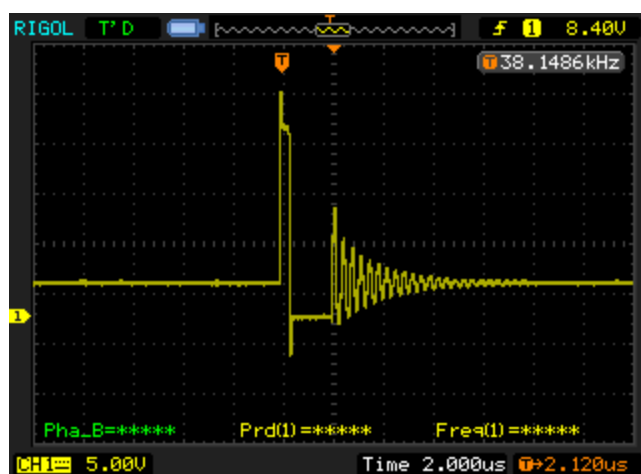 RIGOL T'D T 1 8.40V
T
T 38.1486kHz
1
Pha_B=***** Prd(1)=***** Freq(1)=*****
CH1 5.00V Time 2.000us T→2.120us